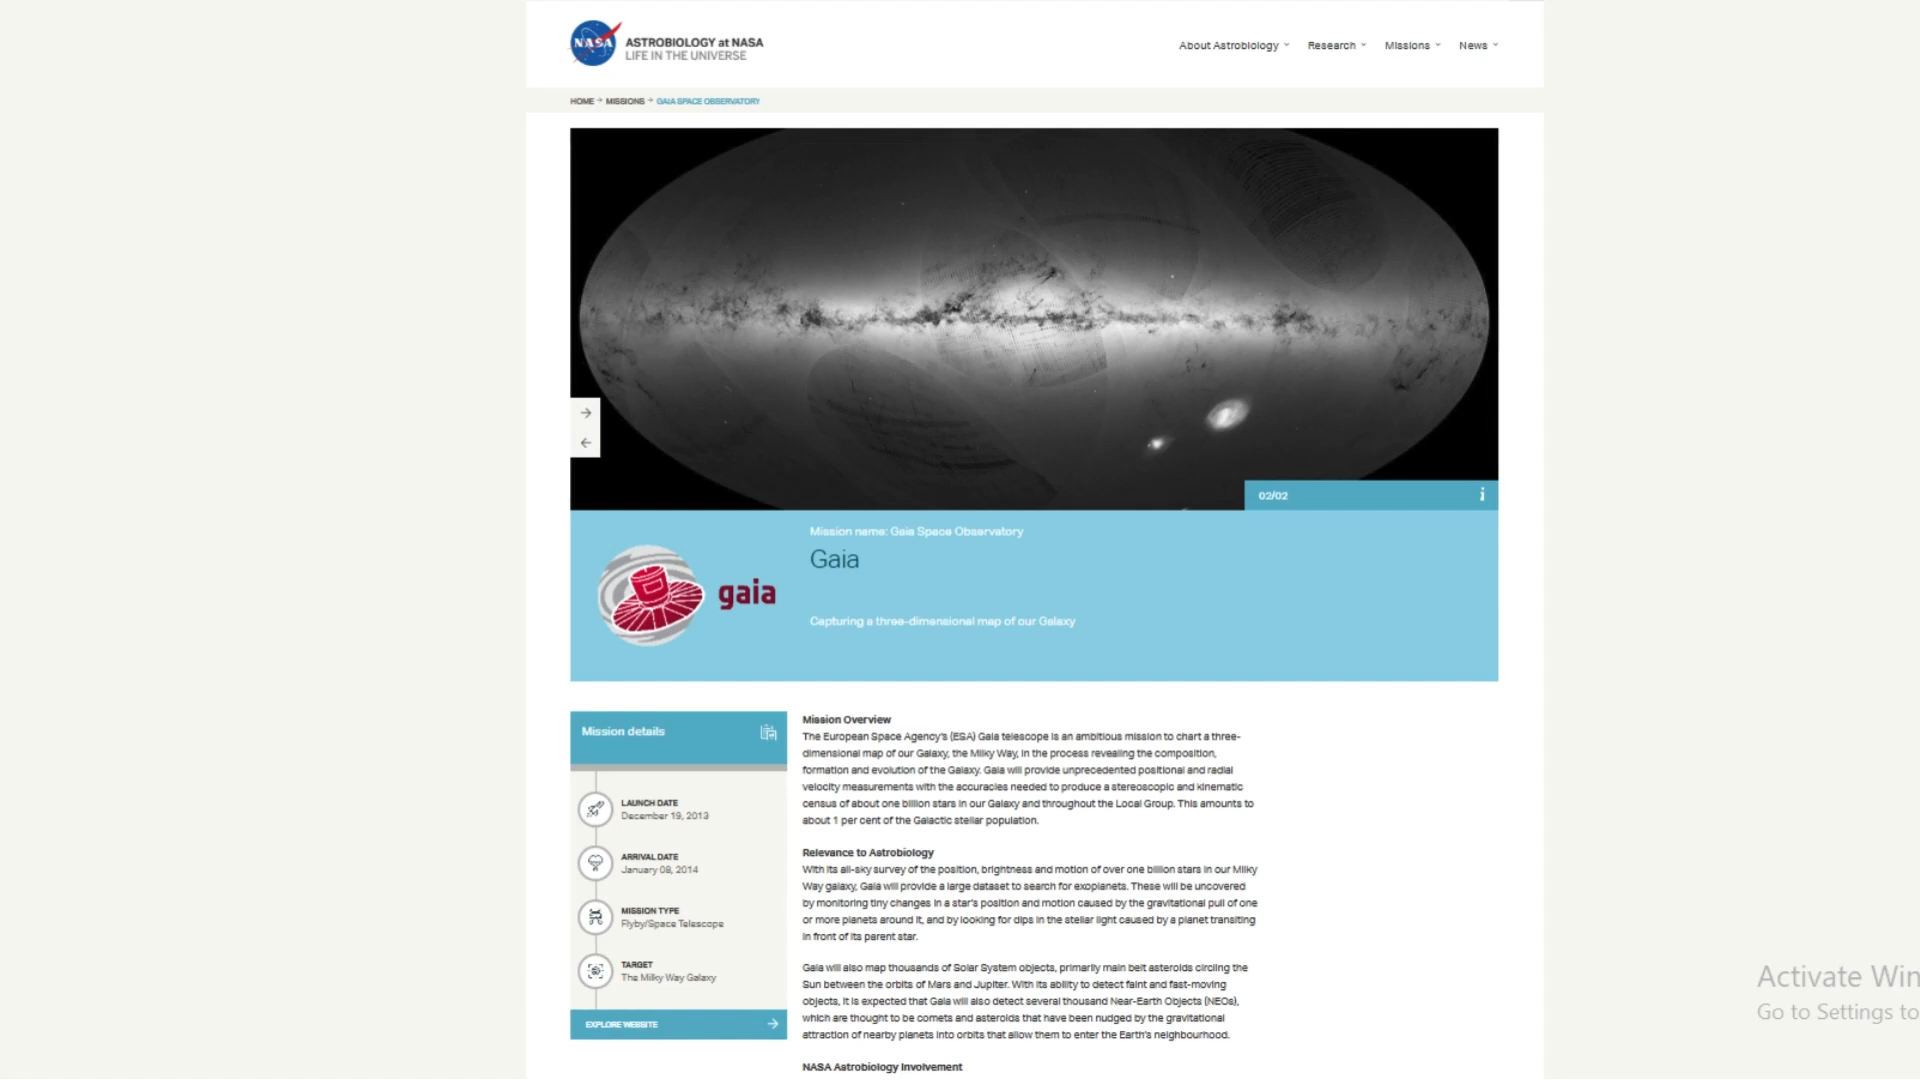 NASA
ASTROBIOLOGY at NASA
LIFE IN THE UNIVERSE
About Astrobiology Research Missions News
HOME → MISSIONS → GAIA SPACE OBSERVATORY
02/02 i
Mission name: Gaia Space Observatory
Gaia
gaia
Capturing a three-dimensional map of our Galaxy
Mission details
LAUNCH DATE
December 19, 2013
ARRIVAL DATE
January 08, 2014
MISSION TYPE
Flyby/Space Telescope
TARGET
The Milky Way Galaxy
EXPLORE WEBSITE
Mission Overview
The European Space Agency's (ESA) Gaia telescope is an ambitious mission to chart a three-
dimensional map of our Galaxy, the Milky Way, in the process revealing the composition,
formation and evolution of the Galaxy. Gaia will provide unprecedented positional and radial
velocity measurements with the accuracies needed to produce a stereoscopic and kinematic
census of about one billion stars in our Galaxy and throughout the Local Group. This amounts to
about 1 per cent of the Galactic stellar population.
Relevance to Astrobiology
With its all-sky survey of the position, brightness and motion of over one billion stars in our Milky
Way galaxy, Gaia will provide a large dataset to search for exoplanets. These will be uncovered
by monitoring tiny changes in a star's position and motion caused by the gravitational pull of one
or more planets around it, and by looking for dips in the stellar light caused by a planet transiting
in front of its parent star.
Gaia will also map thousands of Solar System objects, primarily main belt asteroids circling the
Sun between the orbits of Mars and Jupiter. With its ability to detect faint and fast-moving
objects, it is expected that Gaia will also detect several thousand Near-Earth Objects (NEOs),
which are thought to be comets and asteroids that have been nudged by the gravitational
attraction of nearby planets into orbits that allow them to enter the Earth's neighbourhood.
NASA Astrobiology Involvement
Activate Win
Go to Settings to